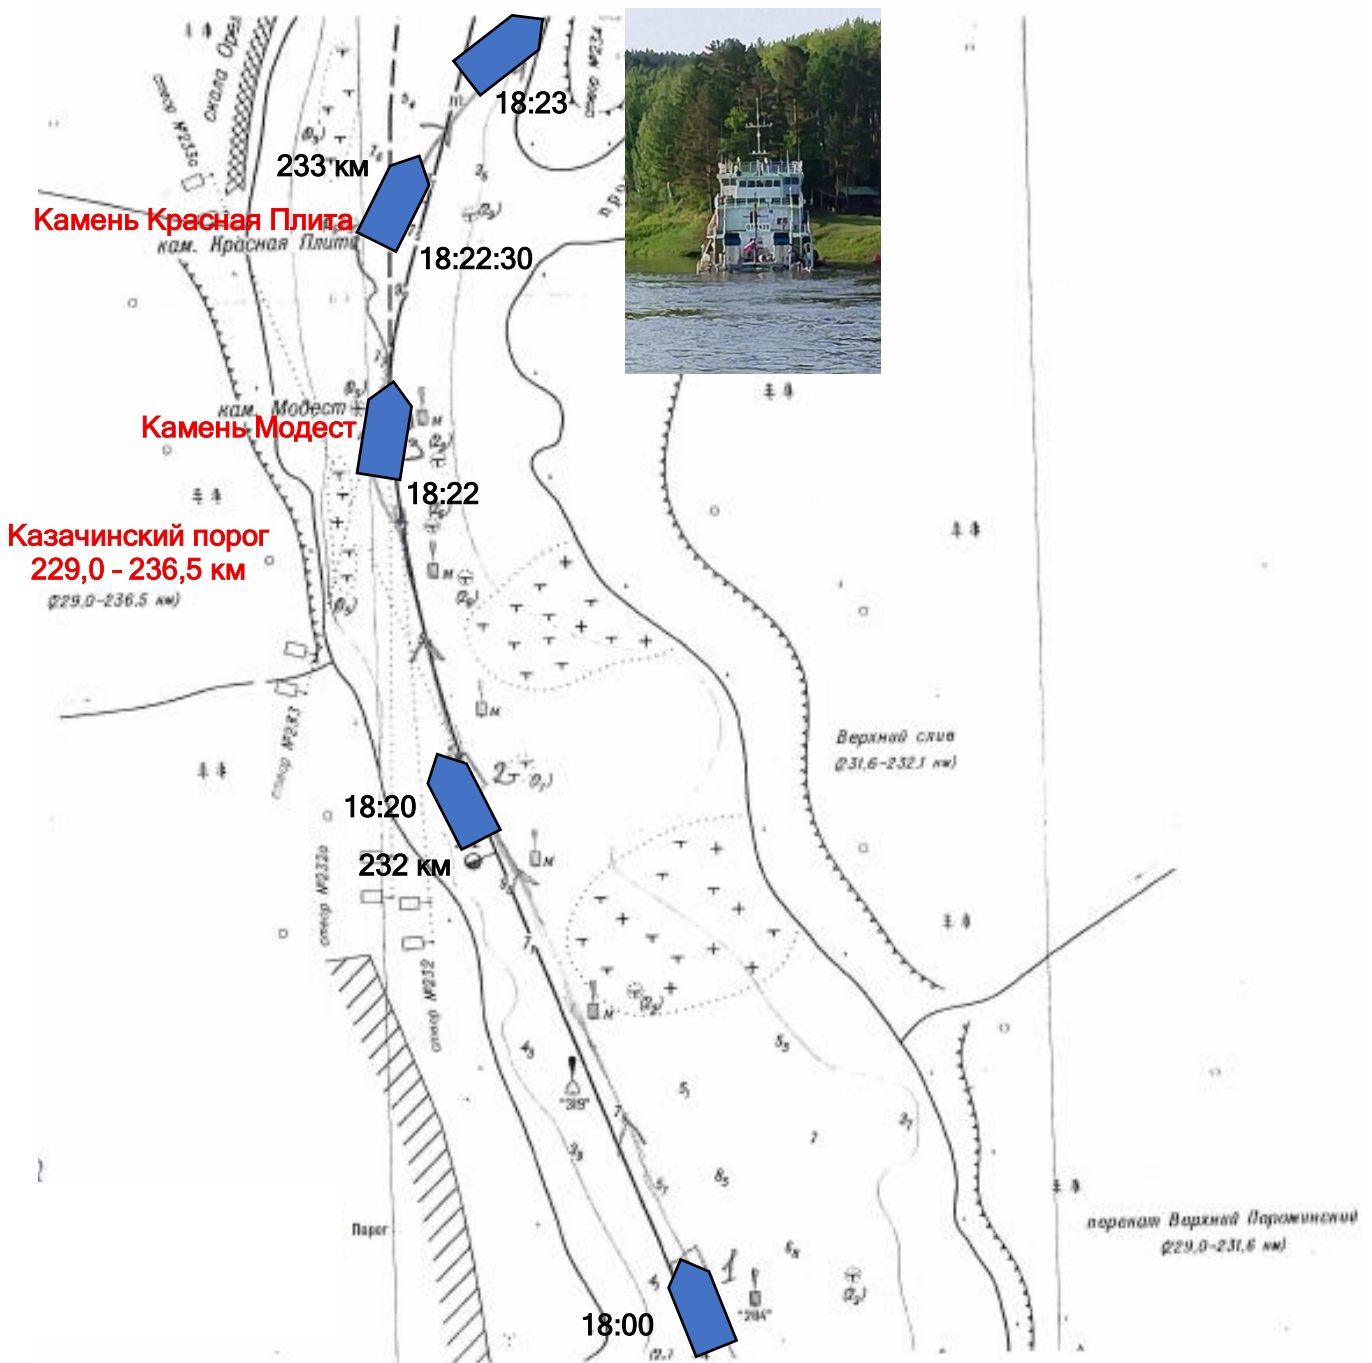 скала Орел
створ №234
18:23
створ №233а
233 км
Камень Красная Плита
кам. Красная Плита
18:22:30
кам. Модест
Камень Модест
м
18:22
Казачинский порог
229,0 - 236,5 км
(229,0-236,5 км)
м
м
створ №233
Верхний слив
(231,6-232,1 км)
2
18:20
232 км
м
створ №232а
створ №232
м
"319"
Порог
перекат Верхний Порожинский
(229,0-231,6 км)
1
"284"
18:00